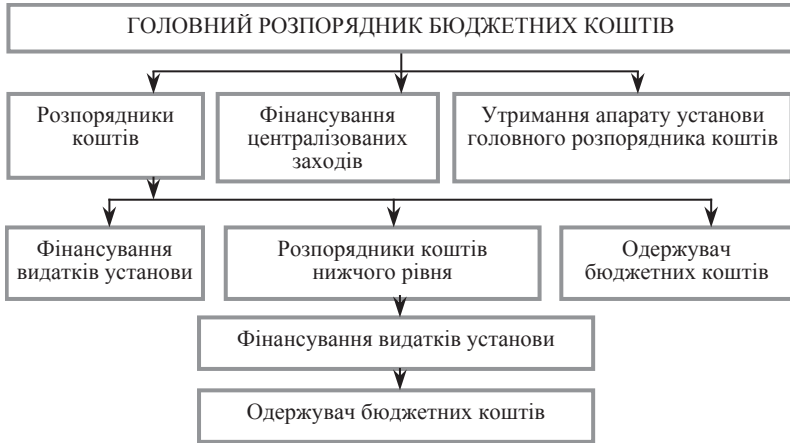 ГОЛОВНИЙ РОЗПОРЯДНИК БЮДЖЕТНИХ КОШТІВ
Розпорядники
коштів
Фінансування
централізованих
заходів
Утримання апарату установи
головного розпорядника коштів
Фінансування
видатків установи
Розпорядники коштів
нижчого рівня
Одержувач
бюджетних коштів
Фінансування видатків установи
Одержувач бюджетних коштів